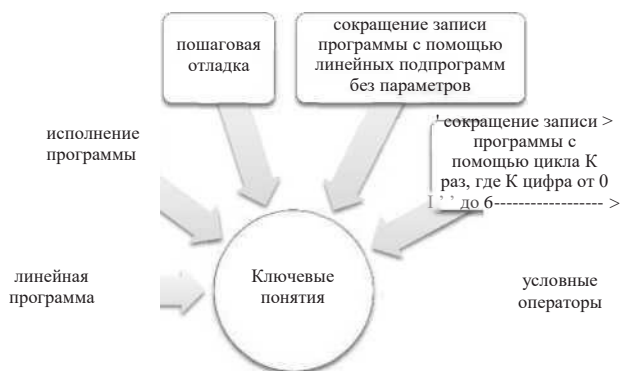 пошаговая
отладка
сокращение записи
программы с помощью
линейных подпрограмм
без параметров
исполнение
программы
' сокращение записи >
программы с
помощью цикла К
раз, где К цифра от 0
до 6------------------ >
линейная
программа
Ключевые
понятия
условные
операторы